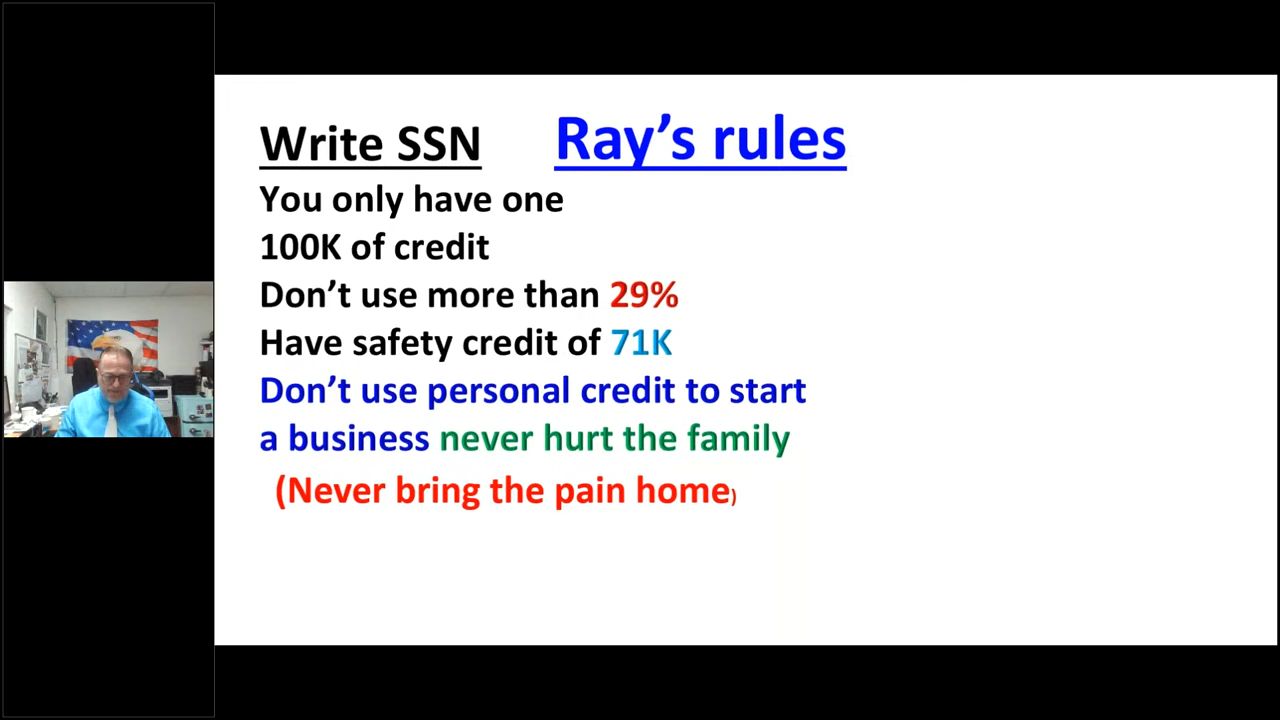 Write SSN Ray’s rules
You only have one
100K of credit
Don’t use more than 29%
Have safety credit of 71K
Don’t use personal credit to start
a business never hurt the family
(Never bring the pain home)